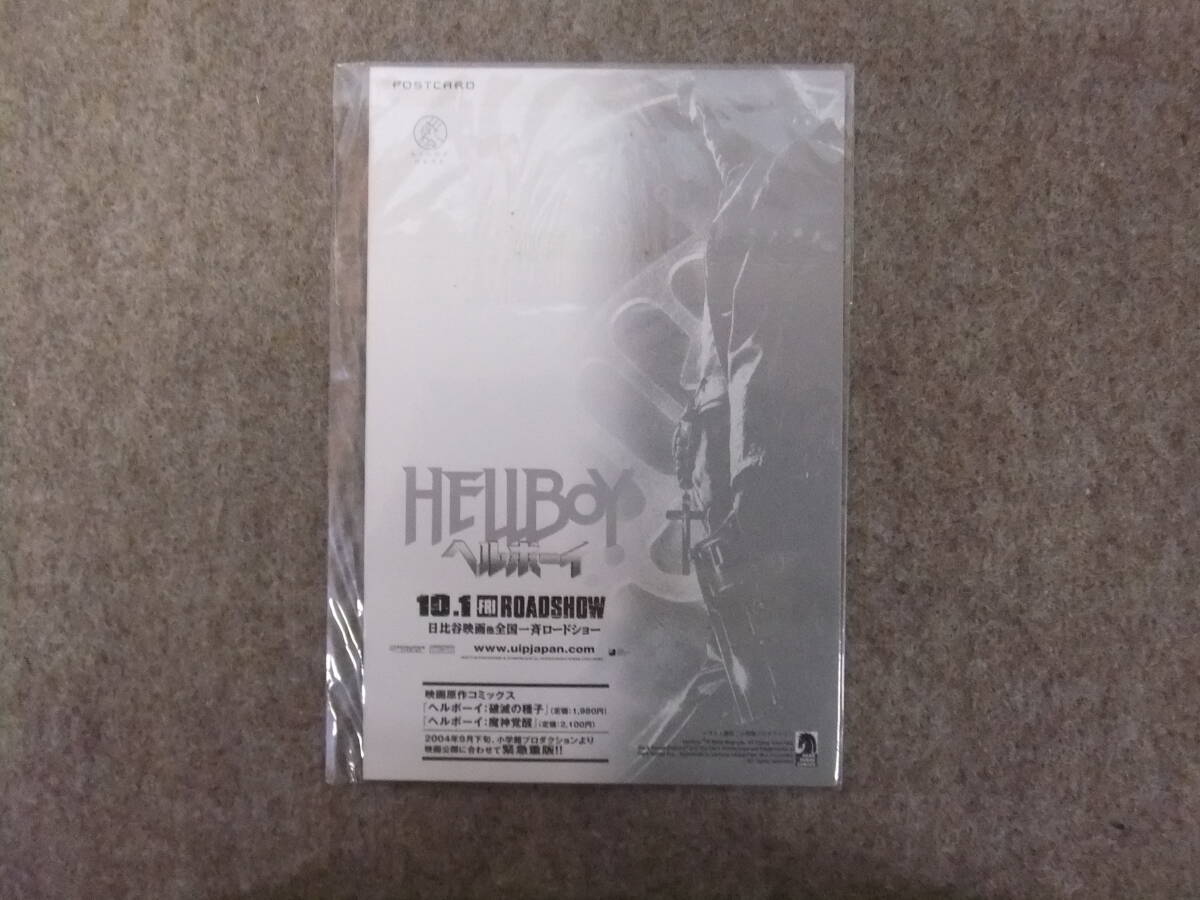 POSTCARD
HELLBOY
ヘルボーイ
10.1 FRI ROADSHOW
日比谷映画他全国一斉ロードショー
www.uipjapan.com
映画原作コミックス
「ヘルボーイ:破滅の種子」(定価:1,980円)
「ヘルボーイ:魔神覚醒」(定価:2,100円)
2004年9月下旬、小学館プロダクションより
映画公開に合わせて緊急重版!!